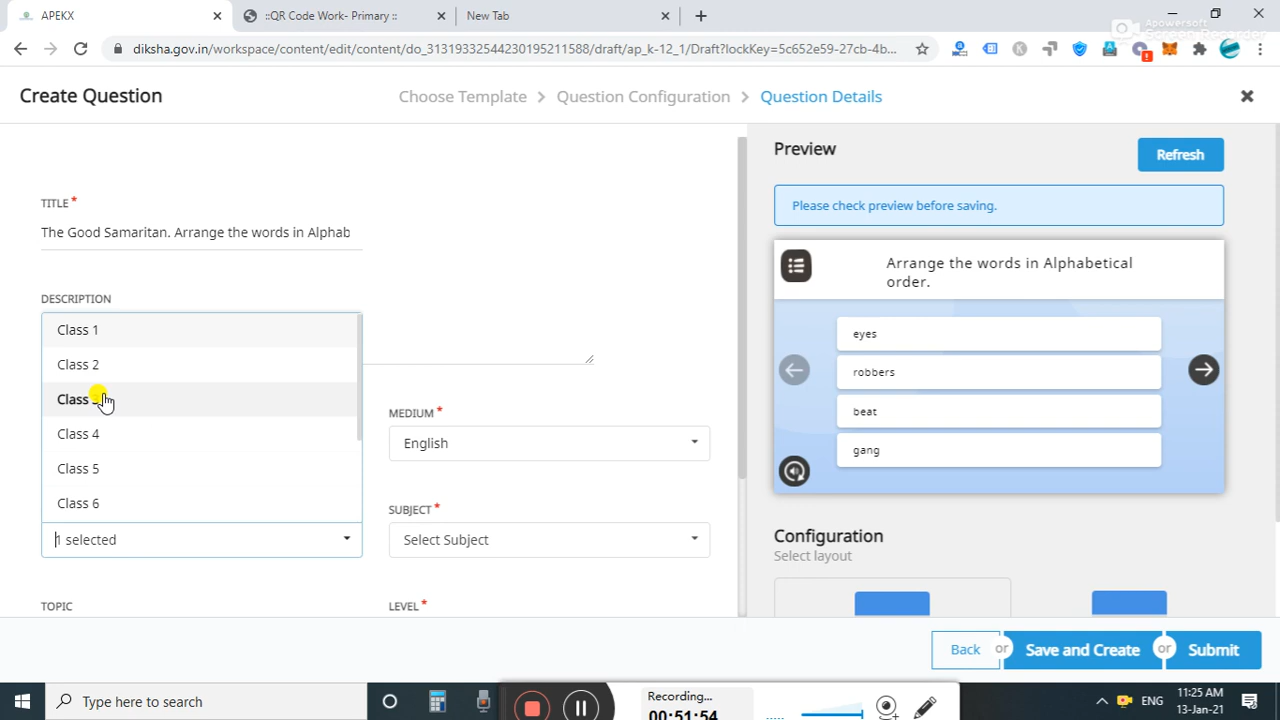 APEKX
::QR Code Work- Primary ::
New Tab
Apowersoft
Screen Recorder
diksha.gov.in/workspace/content/edit/content/do_31319332544230195211588/draft/ap_k-12_1/Draft?lockKey=5c652e59-27cb-4b...
Create Question
Choose Template > Question Configuration > Question Details
Preview
Refresh
Please check preview before saving.
TITLE *
The Good Samaritan. Arrange the words in Alphab
DESCRIPTION
Class 1
Class 2
Class
Class 4
Class 5
Class 6
1 selected
MEDIUM *
English
SUBJECT *
Select Subject
TOPIC
LEVEL *
Arrange the words in Alphabetical
order.
eyes
robbers
beat
gang
Configuration
Select layout
Back or Save and Create or Submit
Type here to search
Recording...
00:51:54
ENG
11:25 AM
13-Jan-21